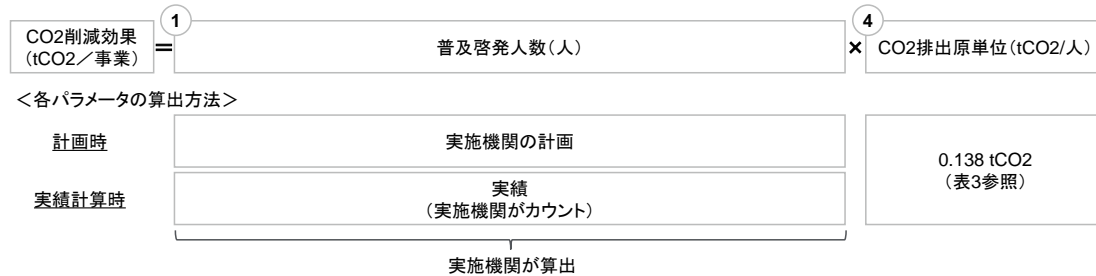 CO2削減効果
(tCO2／事業)
＝
1
普及啓発人数(人)
×
4
CO2排出原単位(tCO2/人)
＜各パラメータの算出方法＞
計画時
実施機関の計画
0.138 tCO2
(表3参照)
実績計算時
実績
(実施機関がカウント)
実施機関が算出